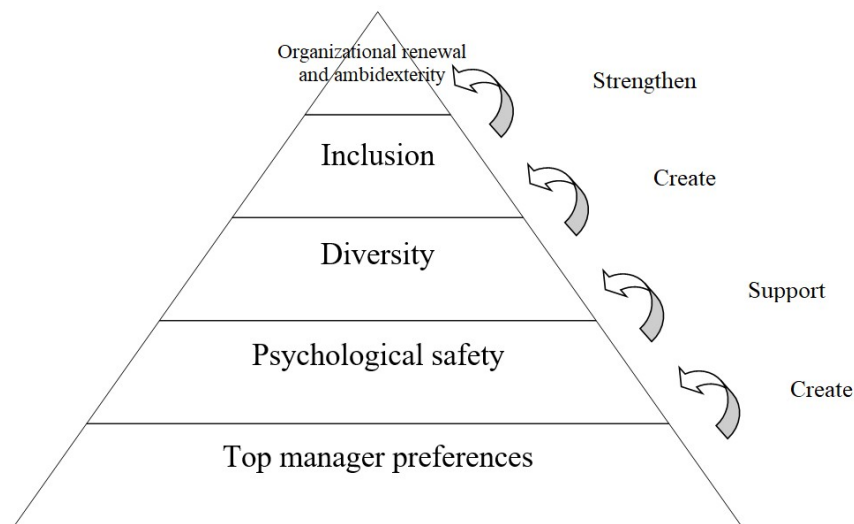 Organizational renewal
and ambidexterity
Strengthen
Inclusion
Create
Diversity
Support
Psychological safety
Create
Top manager preferences